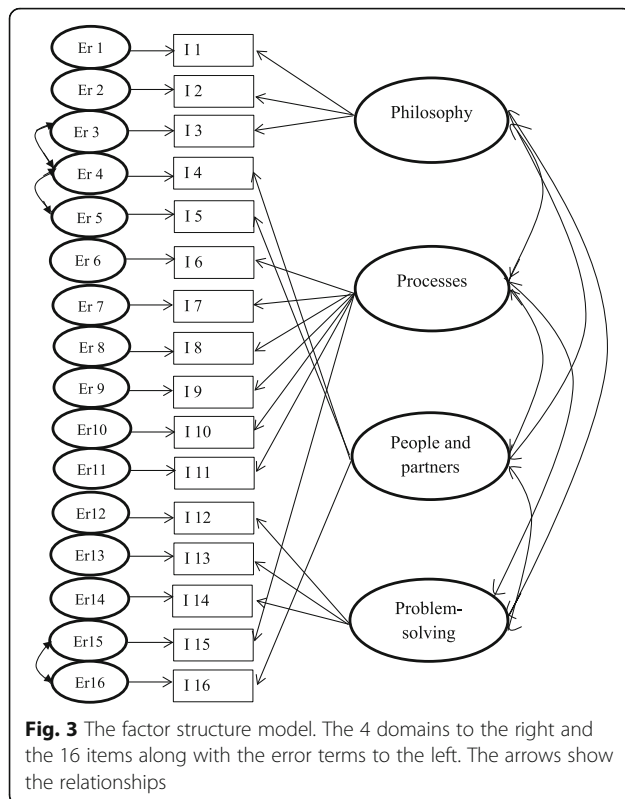 Er 1 I 1
Er 2 I 2
Philosophy
Er 3 I 3
Er 4 I 4
Er 5 I 5
Er 6 I 6
Processes
Er 7 I 7
Er 8 I 8
Er 9 I 9
Er10 I 10
People and
partners
Er11 I 11
Er12 I 12
Er13 I 13
Er14 I 14
Problem-
solving
Er15 I 15
Er16 I 16
Fig. 3 The factor structure model. The 4 domains to the right and
the 16 items along with the error terms to the left. The arrows show
the relationships